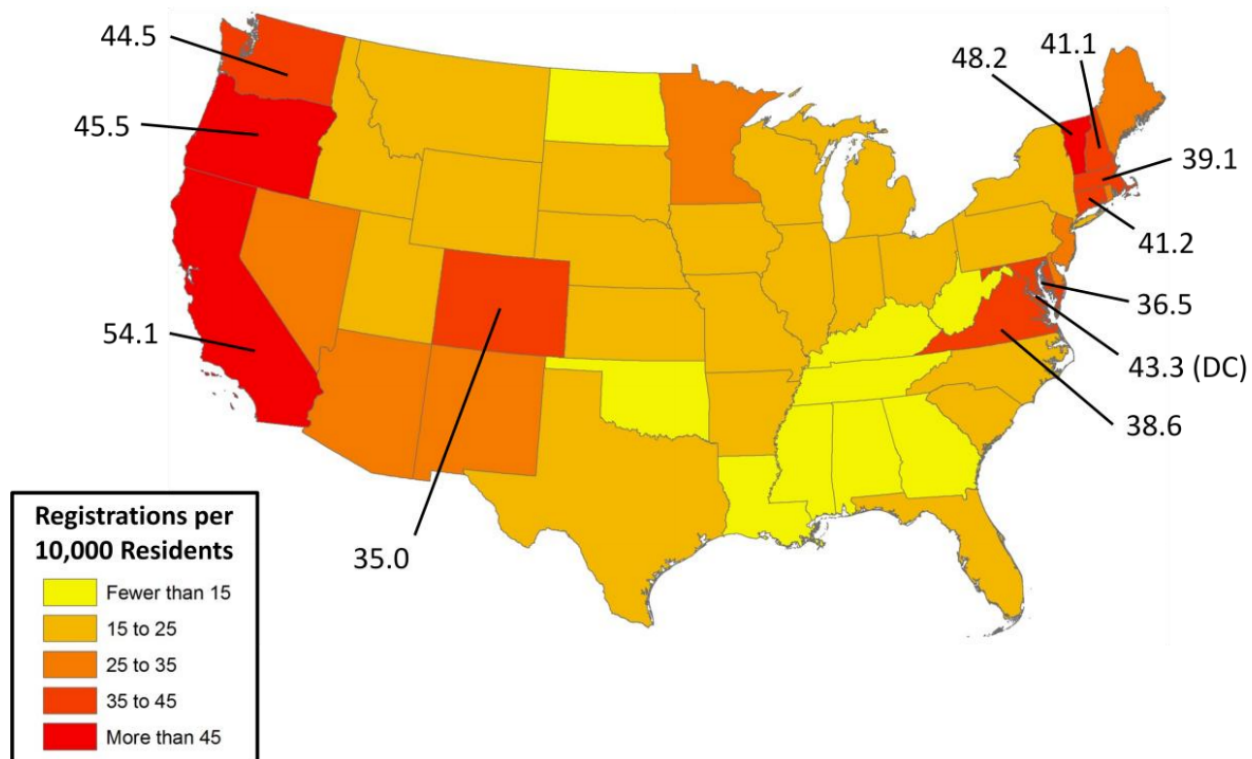 44.5
48.2
41.1
45.5
39.1
41.2
36.5
54.1
43.3 (DC)
38.6
35.0
Registrations per
10,000 Residents
Fewer than 15
15 to 25
25 to 35
35 to 45
More than 45